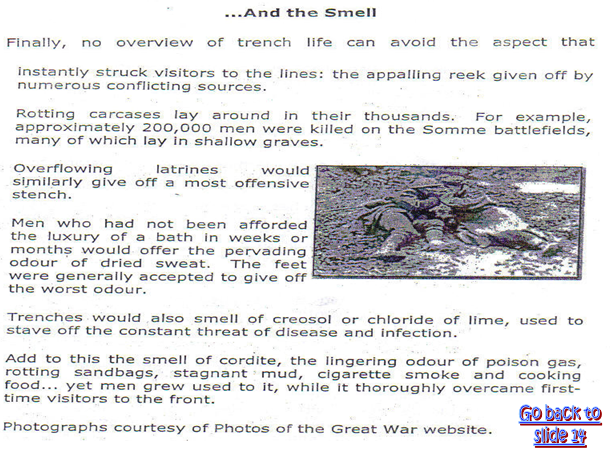 ...And the Smell
Finally, no overview of trench life can avoid the aspect that
instantly struck visitors to the lines: the appalling reek given off by
numerous conflicting sources.
Rotting carcases lay around in their thousands. For example,
approximately 200,000 men were killed on the Somme battlefields,
many of which lay in shallow graves.
Overflowing latrines would
similarly give off a most offensive
stench.
Men who had not been afforded
the luxury of a bath in weeks or
months would offer the pervading
odour of dried sweat. The feet
were generally accepted to give off
the worst odour.
Trenches would also smell of creosol or chloride of lime, used to
stave off the constant threat of disease and infection.
Add to this the smell of cordite, the lingering odour of poison gas,
rotting sandbags, stagnant mud, cigarette smoke and cooking
food... yet men grew used to it, while it thoroughly overcame first-
time visitors to the front.
Photographs courtesy of Photos of the Great War website.
Go back to
slide 24